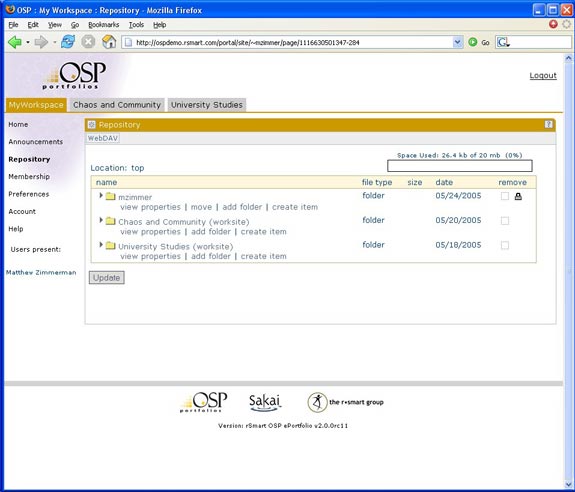 OSP : My Workspace : Repository - Mozilla Firefox
File Edit View Go Bookmarks Tools Help
http://ospdemo.rsmart.com/portal/site/~mzimmer/page/1116630501347-284 Go G
OSP
portfolios
Logout
MyWorkspace Chaos and Community University Studies
Home
Announcements
Repository
Membership
Preferences
Account
Help
Users present:
Matthew Zimmerman
Repository ?
WebDAV
Space Used: 26.4 kb of 20 mb (0%)
Location: top
name file type size date remove
mzimmer folder 05/24/2005
view properties | move | add folder | create item
Chaos and Community (worksite) folder 05/20/2005
view properties | add folder | create item
University Studies (worksite) folder 05/18/2005
view properties | add folder | create item
Update
OSP
portfolios
Sakai
the r•smart group
Version: rSmart OSP ePortfolio v2.0.0rc11